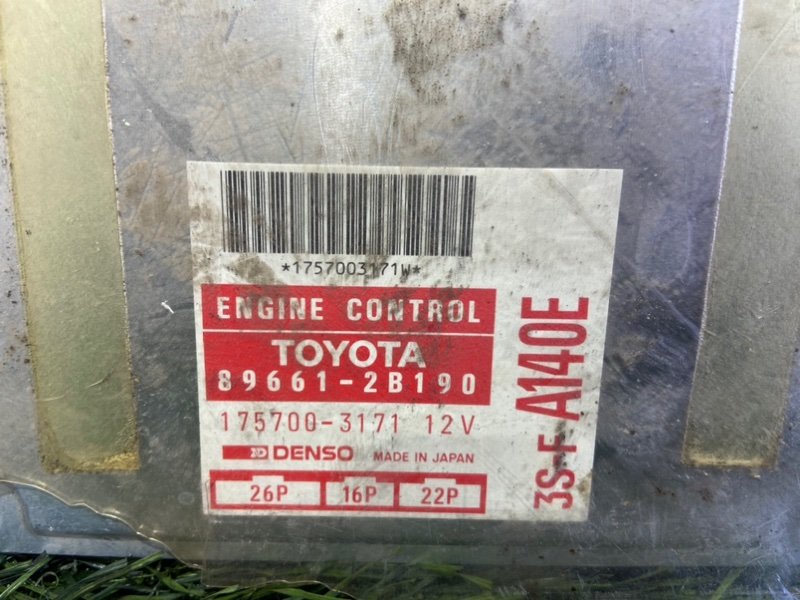 *1757003171W*
ENGINE CONTROL
TOYOTA
89661-2B190
175700-3171 12V
DENSO MADE IN JAPAN
26P 16P 22P
3S-F A140E